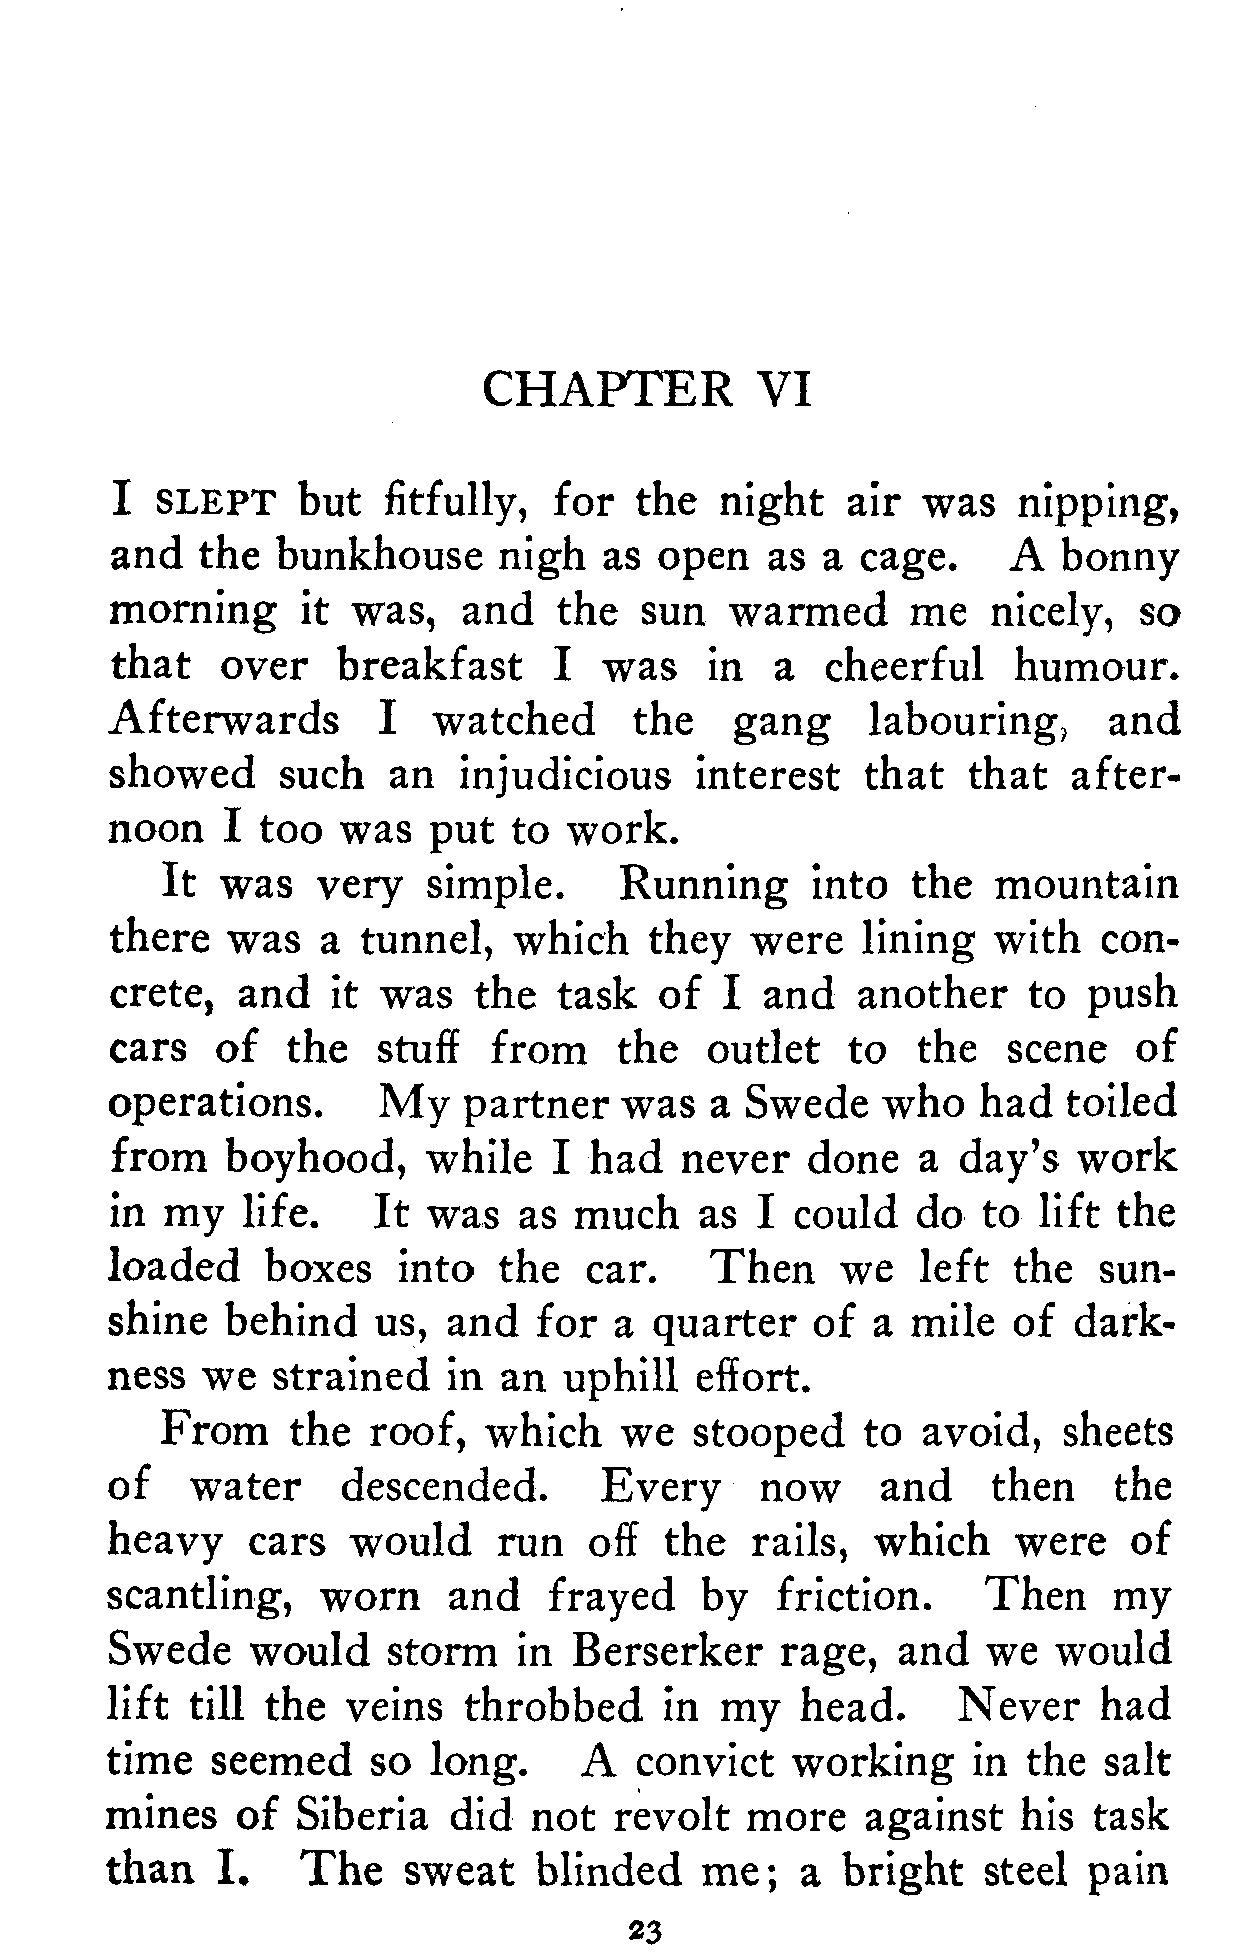 CHAPTER VI
I SLEPT but fitfully, for the night air was nipping,
and the bunkhouse nigh as open as a cage. A bonny
morning it was, and the sun warmed me nicely, so
that over breakfast I was in a cheerful humour.
Afterwards I watched the gang labouring, and
showed such an injudicious interest that that after-
noon I too was put to work.
It was very simple. Running into the mountain
there was a tunnel, which they were lining with con-
crete, and it was the task of I and another to push
cars of the stuff from the outlet to the scene of
operations. My partner was a Swede who had toiled
from boyhood, while I had never done a day's work
in my life. It was as much as I could do to lift the
loaded boxes into the car. Then we left the sun-
shine behind us, and for a quarter of a mile of dark-
ness we strained in an uphill effort.
From the roof, which we stooped to avoid, sheets
of water descended. Every now and then the
heavy cars would run off the rails, which were of
scantling, worn and frayed by friction. Then my
Swede would storm in Berserker rage, and we would
lift till the veins throbbed in my head. Never had
time seemed so long. A convict working in the salt
mines of Siberia did not revolt more against his task
than I. The sweat blinded me; a bright steel pain
23